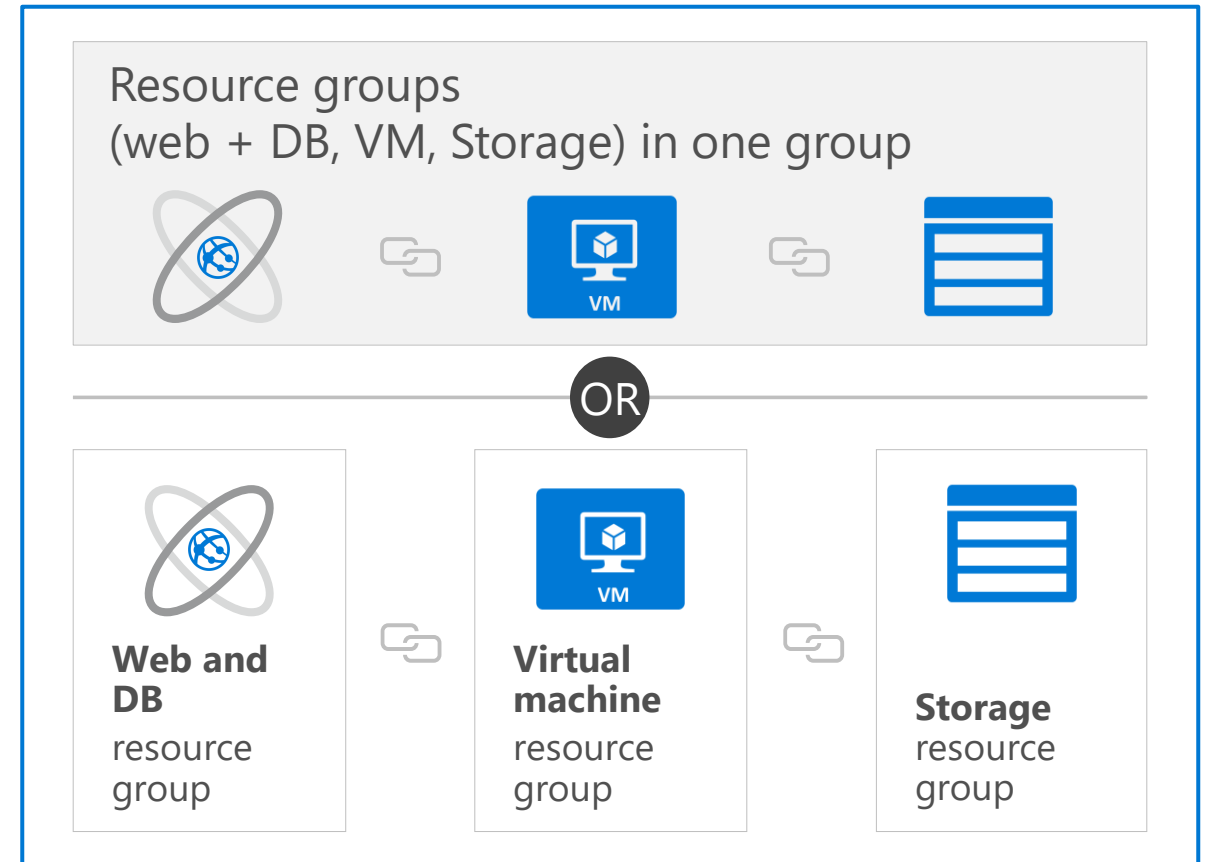 Resource groups
(web + DB, VM, Storage) in one group
VM
OR
Web and
DB
resource
group
VM
Virtual
machine
resource
group
Storage
resource
group